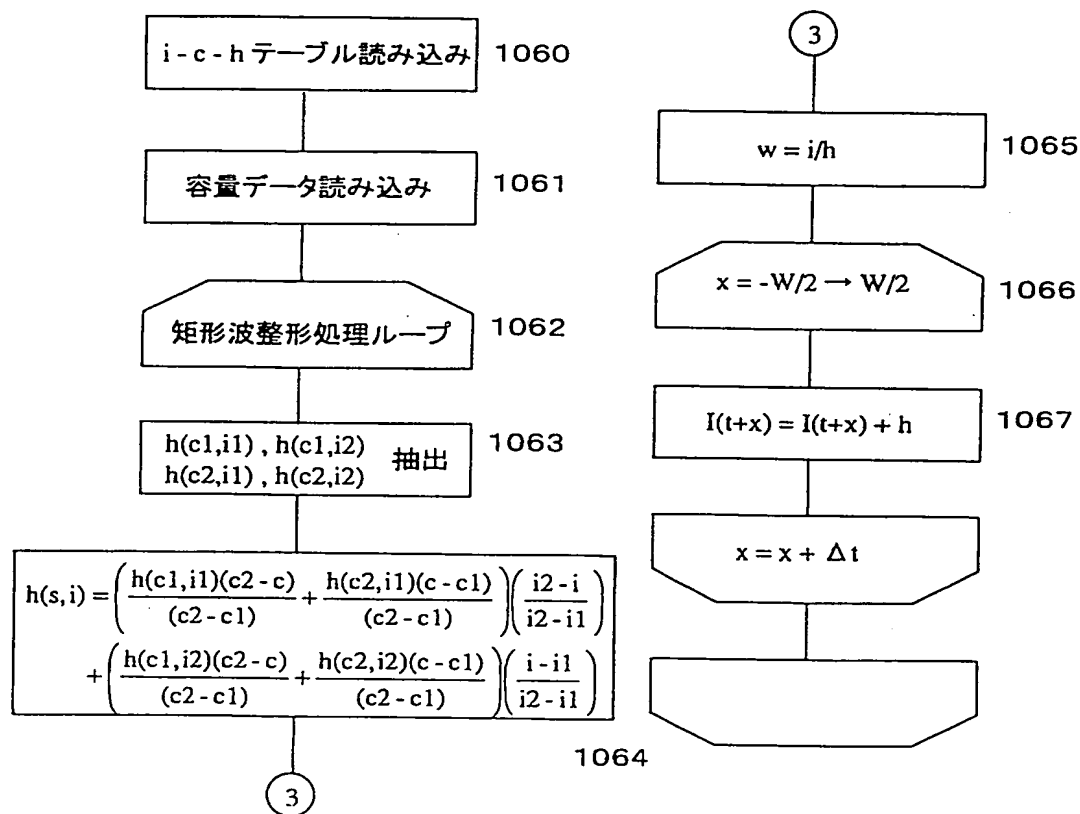 i - c - h テーブル読み込み 1060
容量データ読み込み 1061
矩形波整形処理ループ 1062
h(c1,i1) , h(c1,i2)
h(c2,i1) , h(c2,i2) 抽出 1063
h(s,i) = ( h(c1,i1)(c2-c) / (c2-c1) + h(c2,i1)(c-c1) / (c2-c1) ) ( i2-i / i2-i1 )
+ ( h(c1,i2)(c2-c) / (c2-c1) + h(c2,i2)(c-c1) / (c2-c1) ) ( i-i1 / i2-i1 )
1064
3
3
w = i/h 1065
x = -W/2 → W/2 1066
I(t+x) = I(t+x) + h 1067
x = x + Δt